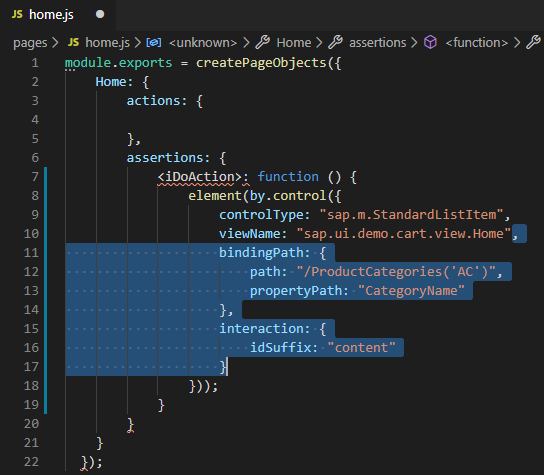 JS home.js
pages > JS home.js > <unknown> > Home > assertions > <function>
1 module.exports = createPageObjects({
2 Home: {
3 actions: {
4
5 },
6 assertions: {
7 <iDoAction>: function () {
8 element(by.control({
9 controlType: "sap.m.StandardListItem",
10 viewName: "sap.ui.demo.cart.view.Home",
11 bindingPath: {
12 path: "/ProductCategories('AC')",
13 propertyPath: "CategoryName"
14 },
15 interaction: {
16 idSuffix: "content"
17 }
18 }));
19 }
20 }
21 }
22 });